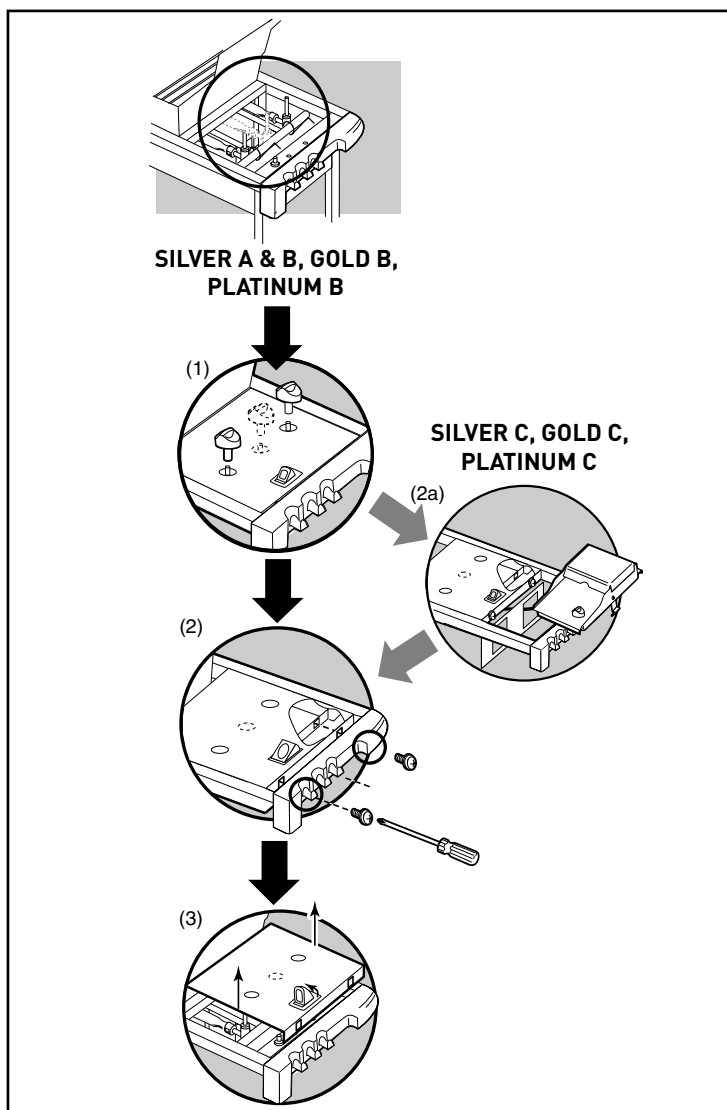 SILVER A & B, GOLD B,
PLATINUM B
(1)
SILVER C, GOLD C,
PLATINUM C
(2a)
(2)
(3)